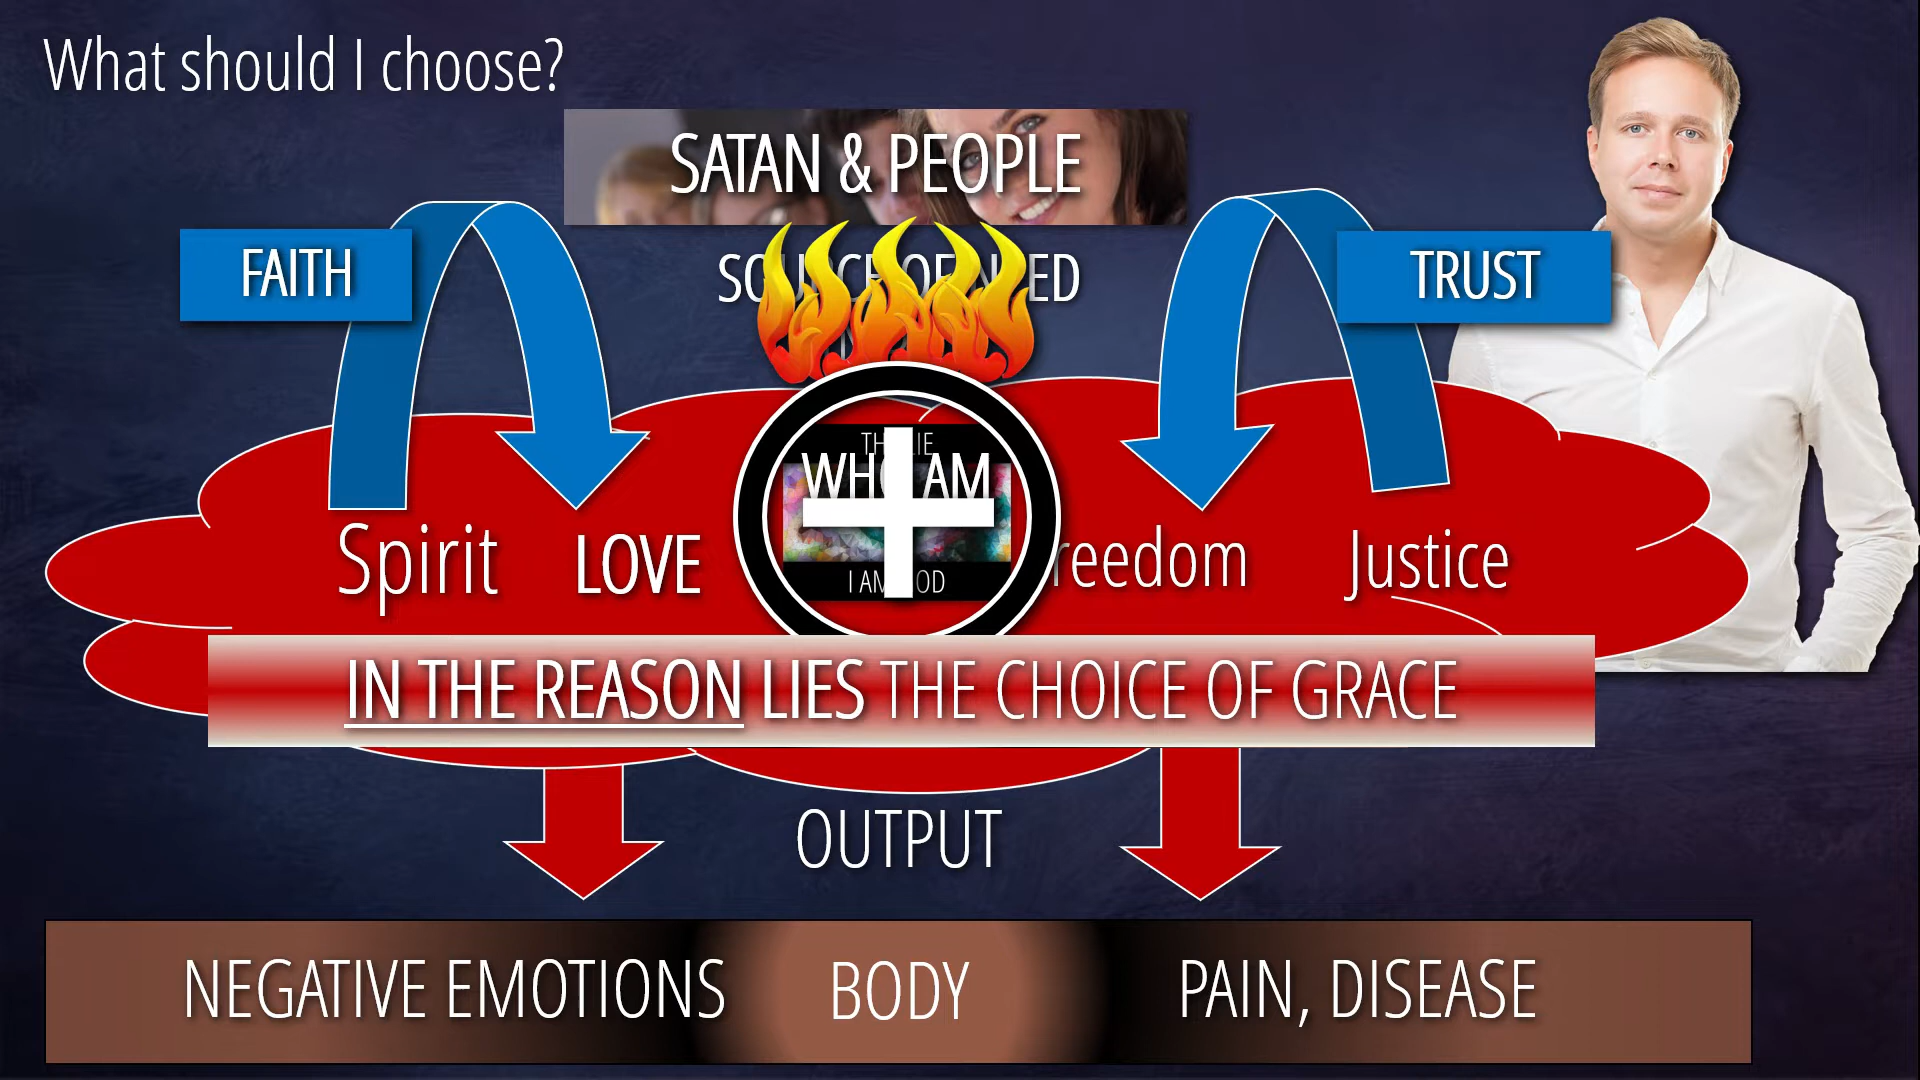 What should I choose?
SATAN & PEOPLE
FAITH
TRUST
WHO AM
Spirit
LOVE
Justice
IN THE REASON LIES THE CHOICE OF GRACE
OUTPUT
NEGATIVE EMOTIONS
BODY
PAIN, DISEASE